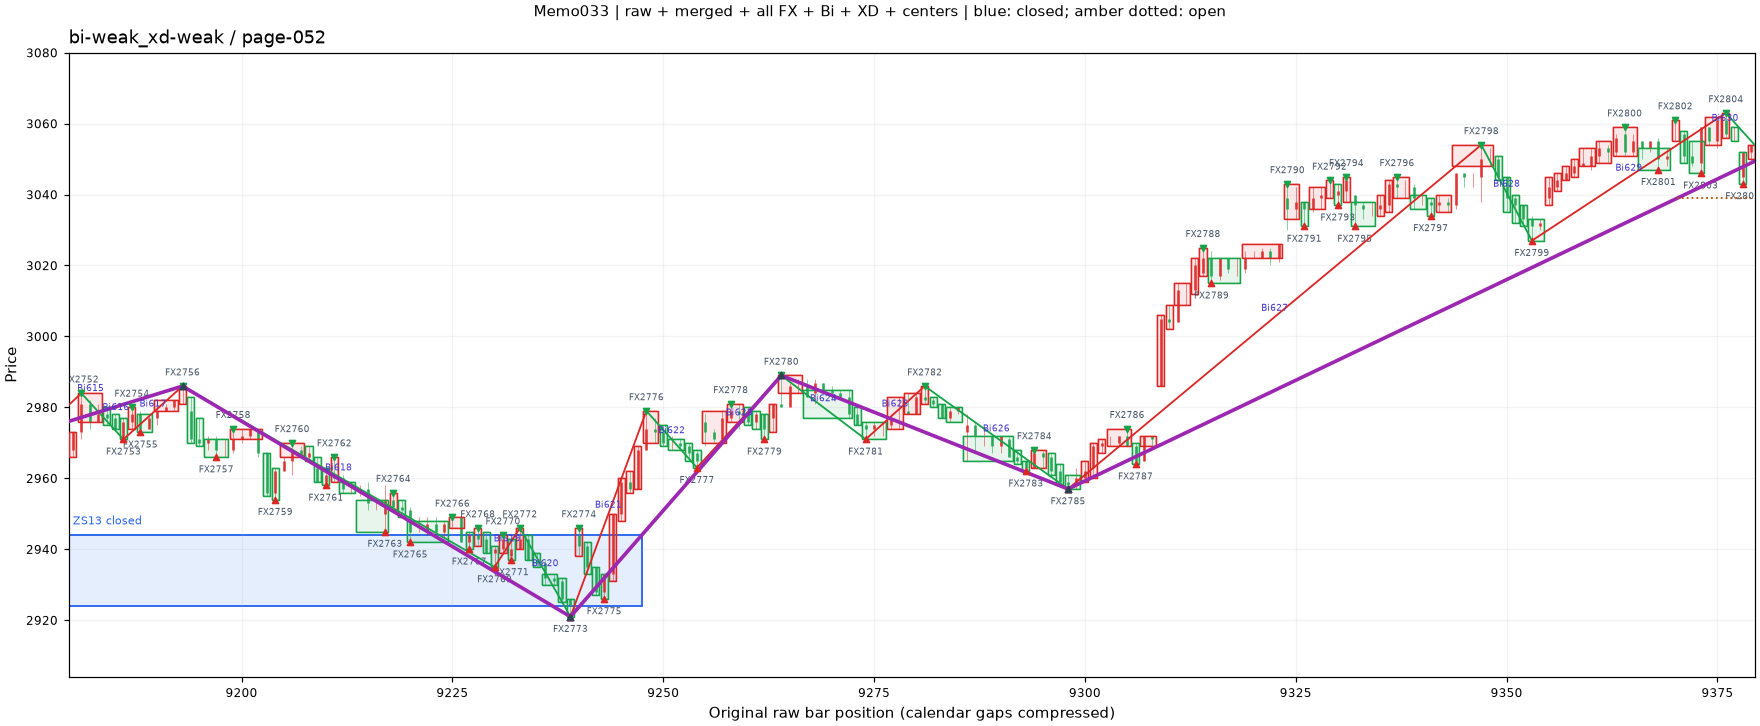 Memo033 | raw + merged + all FX + Bi + XD + centers | blue: closed; amber dotted: open
bi-weak_xd-weak / page-052
3080
3060
3040
3020
3000
2980
2960
2940
2920
Price
9200
9225
9250
9275
9300
9325
9350
9375
Original raw bar position (calendar gaps compressed)
ZS13 closed
FX2753
FX2754
FX2755
FX2756
FX2757
FX2758
FX2759
FX2760
FX2761
FX2762
FX2763
FX2764
FX2765
FX2766
FX2768
FX2770
FX2772
FX2773
FX2774
FX2775
FX2776
FX2777
FX2778
FX2779
FX2780
FX2781
FX2782
FX2783
FX2784
FX2785
FX2786
FX2787
FX2788
FX2789
FX2790
FX2791
FX2792
FX2793
FX2794
FX2795
FX2796
FX2797
FX2798
FX2799
FX2800
FX2801
FX2802
FX2803
FX2804
Bi615
Bi618
Bi620
Bi621
Bi622
Bi624
Bi626
Bi627
Bi628
Bi629
Bi630